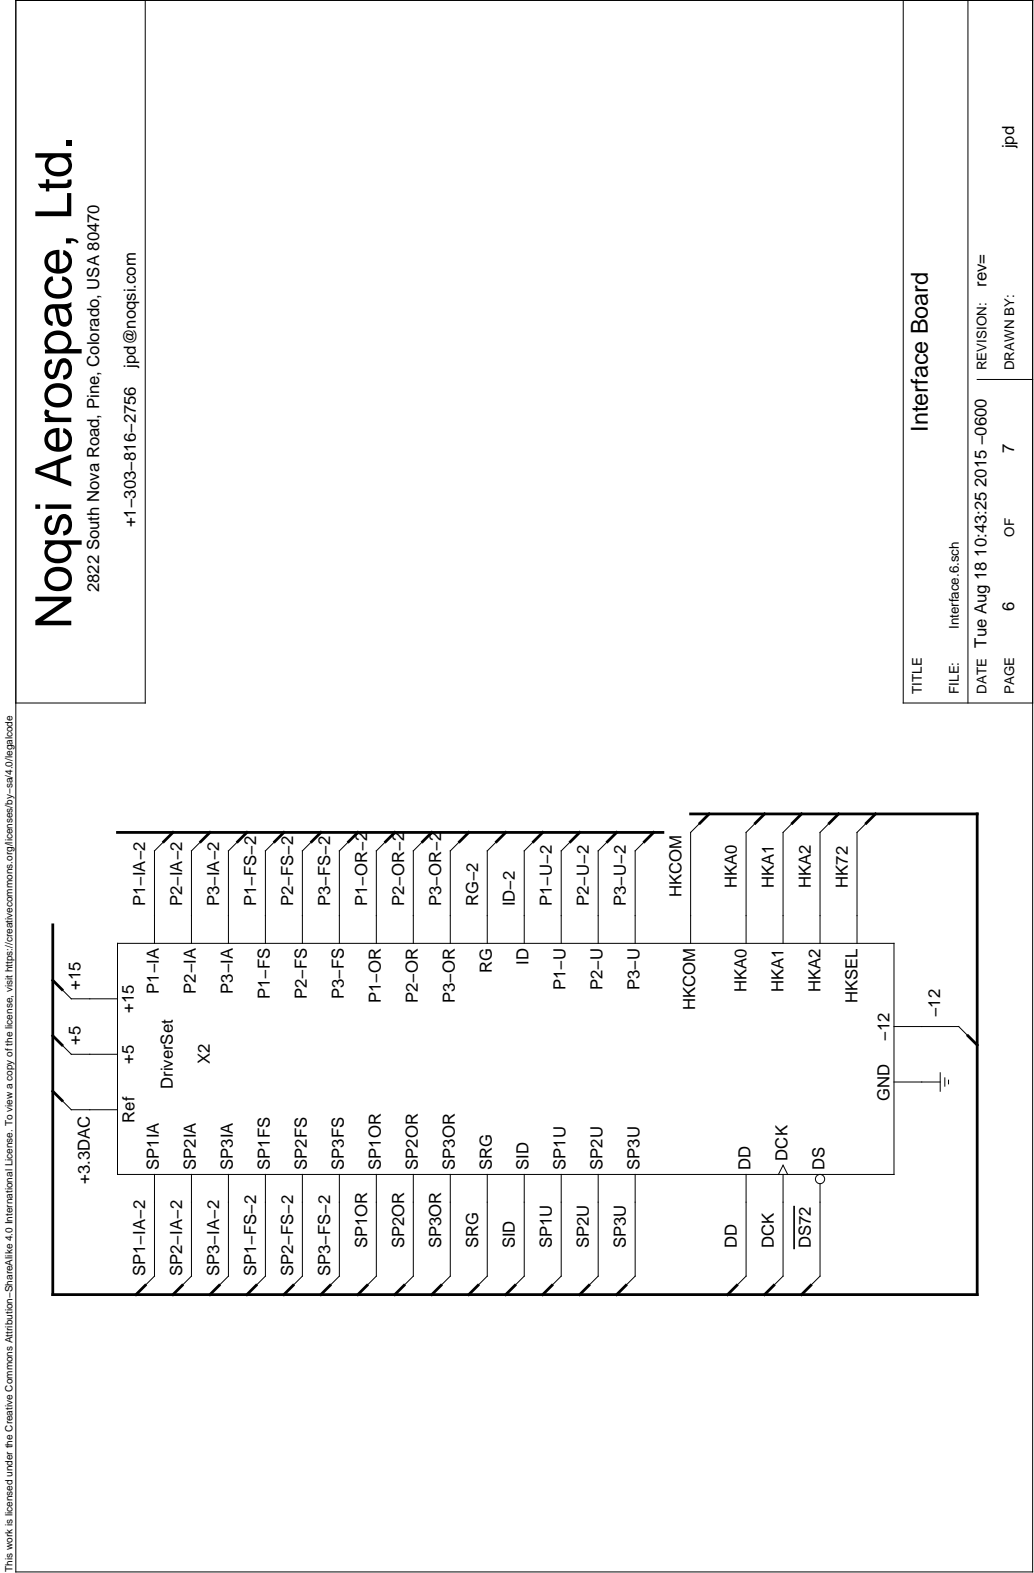 This work is licensed under the Creative Commons Attribution−ShareAlike 4.0 International License. To view a copy of the license, visit https://creativecommons.org/licenses/by−sa/4.0/legalcode
Noqsi Aerospace, Ltd.
2822 South Nova Road, Pine, Colorado, USA 80470
+1−303−816−2756 jpd@noqsi.com
+3.3DAC
+5
+15
Ref
+5
+15
DriverSet
X2
SP1−IA−2
SP1IA
P1−IA
P1−IA−2
SP2−IA−2
SP2IA
P2−IA
P2−IA−2
SP3−IA−2
SP3IA
P3−IA
P3−IA−2
SP1−FS−2
SP1FS
P1−FS
P1−FS−2
SP2−FS−2
SP2FS
P2−FS
P2−FS−2
SP3−FS−2
SP3FS
P3−FS
P3−FS−2
SP1OR
SP1OR
P1−OR
P1−OR−2
SP2OR
SP2OR
P2−OR
P2−OR−2
SP3OR
SP3OR
P3−OR
P3−OR−2
SRG
SRG
RG
RG−2
SID
SID
ID
ID−2
SP1U
SP1U
P1−U
P1−U−2
SP2U
SP2U
P2−U
P2−U−2
SP3U
SP3U
P3−U
P3−U−2
HKCOM
HKCOM
DD
DD
HKA0
HKA0
DCK
DCK
HKA1
HKA1
DS72
DS
HKA2
HKA2
HKSEL
HK72
GND
−12
−12
TITLE
Interface Board
FILE: Interface.6.sch
DATE Tue Aug 18 10:43:25 2015 −0600
REVISION: rev=
PAGE 6 OF 7
DRAWN BY: jpd